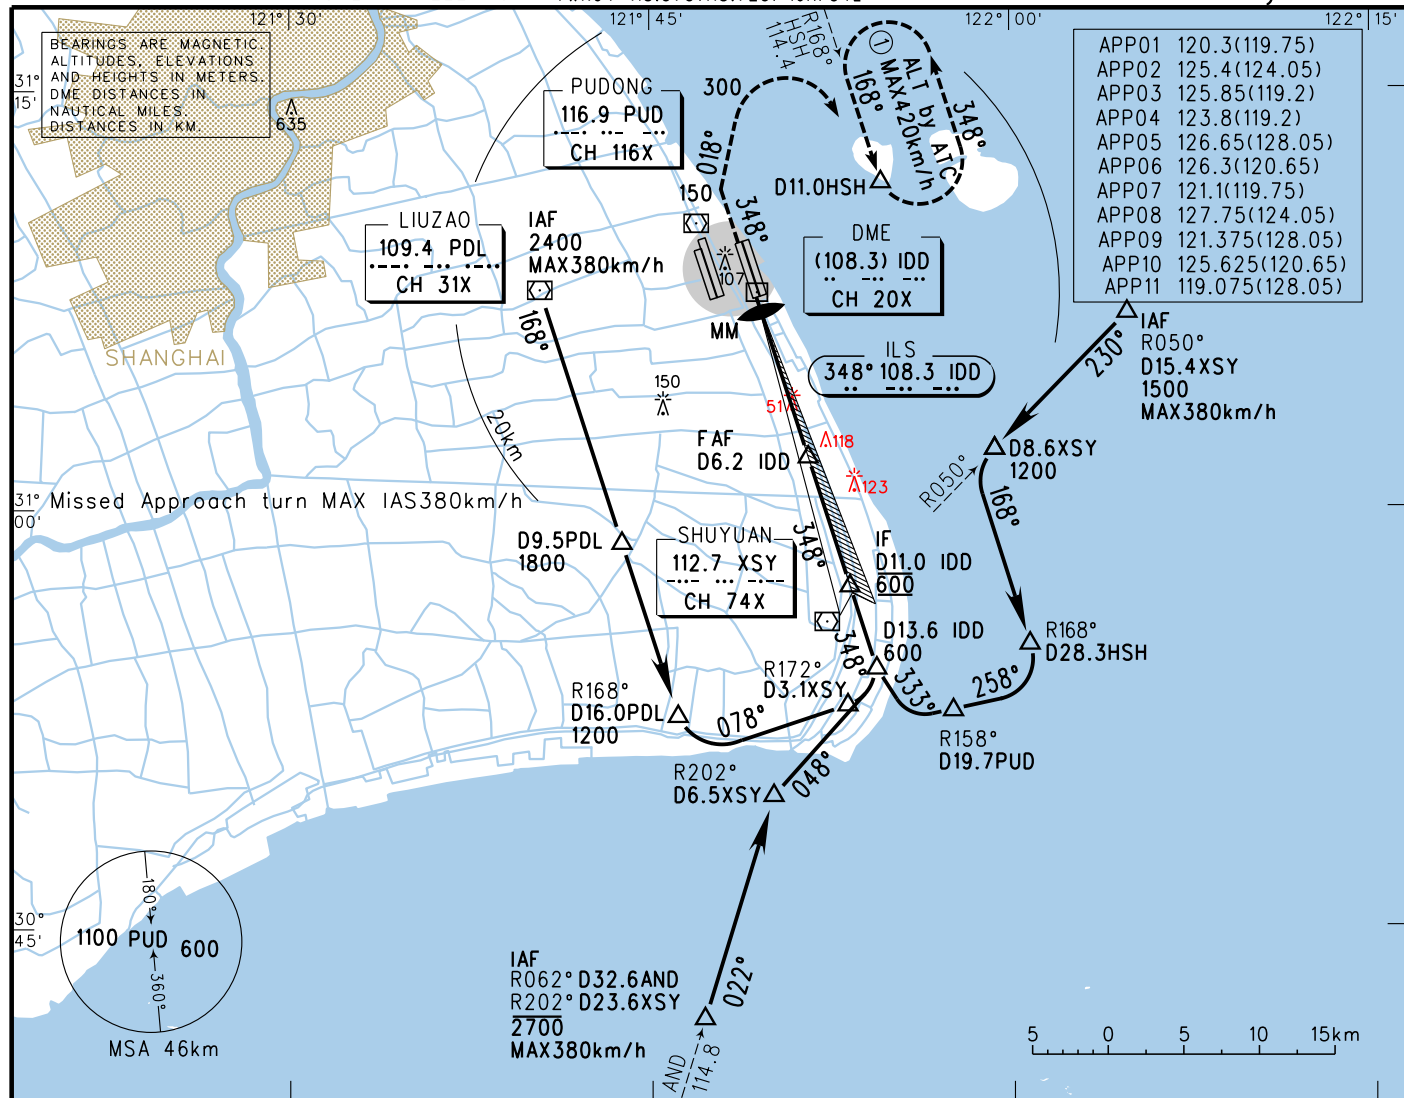 121° 30'
121° 45'
122° 00'
122° 15'
BEARINGS ARE MAGNETIC.
ALTITUDES, ELEVATIONS
AND HEIGHTS IN METERS.
DME DISTANCES IN
NAUTICAL MILES.
DISTANCES IN KM.
635
31°
15'
PUDONG
116.9 PUD
CH 116X
300
018°
150
348°
R168°
HSH
114.4
168°
1
ALT by ATC
MAX420km/h
348°
D11.0HSH
APP01 120.3(119.75)
APP02 125.4(124.05)
APP03 125.85(119.2)
APP04 123.8(119.2)
APP05 126.65(128.05)
APP06 126.3(120.65)
APP07 121.1(119.75)
APP08 127.75(124.05)
APP09 121.375(128.05)
APP10 125.625(120.65)
APP11 119.075(128.05)
LIUZAO
109.4 PDL
CH 31X
IAF
2400
MAX380km/h
168°
107
DME
(108.3) IDD
CH 20X
MM
ILS
348° 108.3 IDD
SHANGHAI
150
51
118
123
20km
FAF
D6.2 IDD
230°
IAF
R050°
D15.4XSY
1500
MAX380km/h
D8.6XSY
1200
R050°
168°
31°
00'
Missed Approach turn MAX IAS380km/h
D9.5PDL
1800
SHUYUAN
112.7 XSY
CH 74X
348°
IF
D11.0 IDD
600
348°
D13.6 IDD
600
R168°
D28.3HSH
R172°
D3.1XSY
333°
258°
R168°
D16.0PDL
1200
078°
R158°
D19.7PUD
R202°
D6.5XSY
048°
30°
45'
180°
1100 PUD 600
360°
MSA 46km
IAF
R062° D32.6AND
R202° D23.6XSY
2700
MAX380km/h
022°
AND
114.8
5 0 5 10 15km